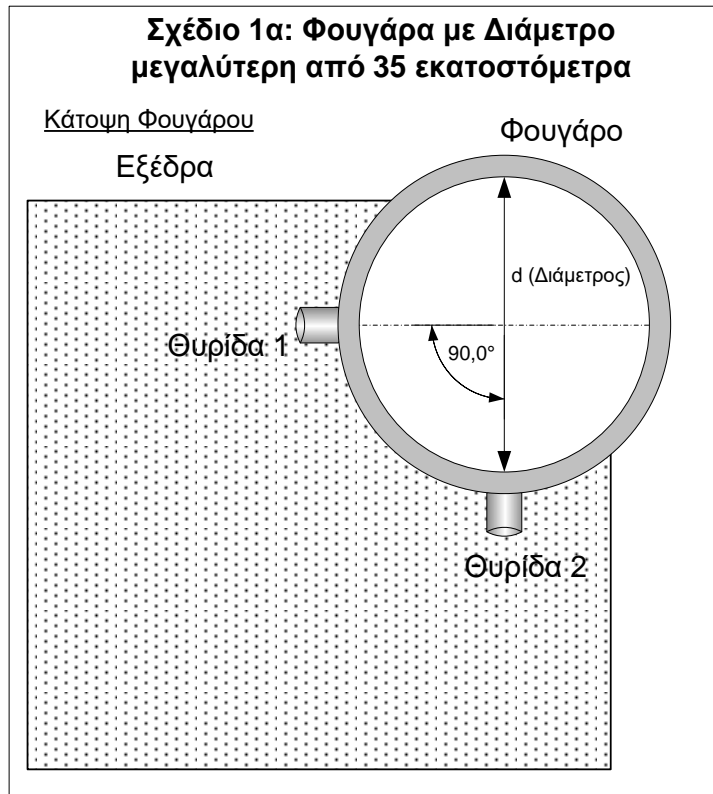 Σχέδιο 1α: Φουγάρα με Διάμετρο
μεγαλύτερη από 35 εκατοστόμετρα
Κάτοψη Φουγάρου
Φουγάρο
Εξέδρα
d (Διάμετρος)
Θυρίδα 1
90,0°
Θυρίδα 2